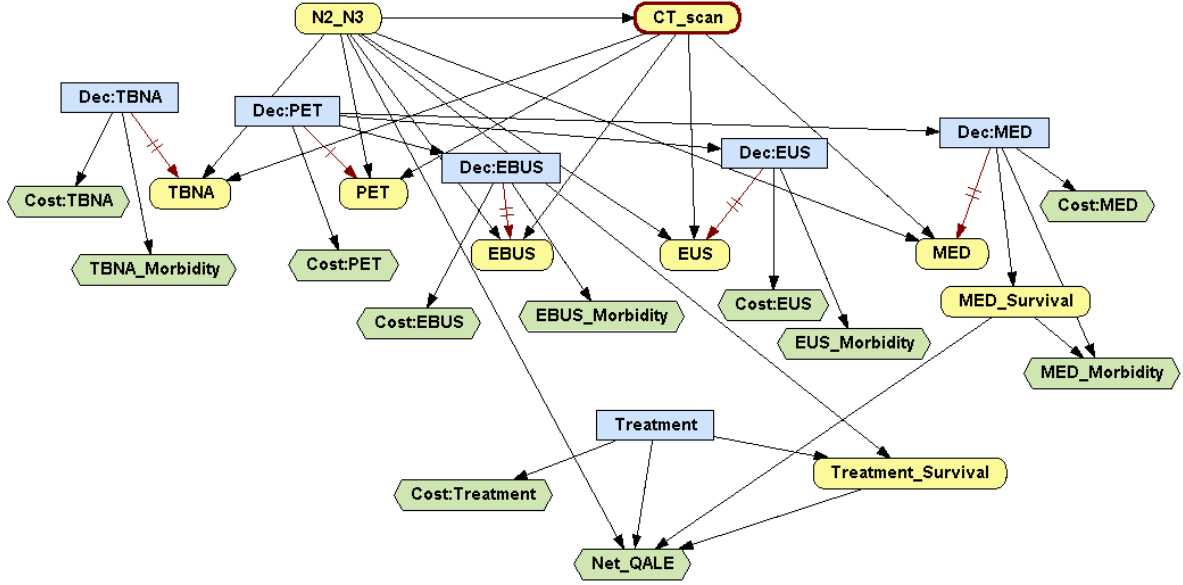 N2_N3
CT_scan
Dec:TBNA
Dec:PET
Dec:MED
Dec:EUS
Dec:EBUS
TBNA
PET
Cost:TBNA
Cost:MED
EBUS
EUS
MED
TBNA_Morbidity
Cost:PET
MED_Survival
Cost:EUS
EBUS_Morbidity
Cost:EBUS
EUS_Morbidity
MED_Morbidity
Treatment
Treatment_Survival
Cost:Treatment
Net_QALE